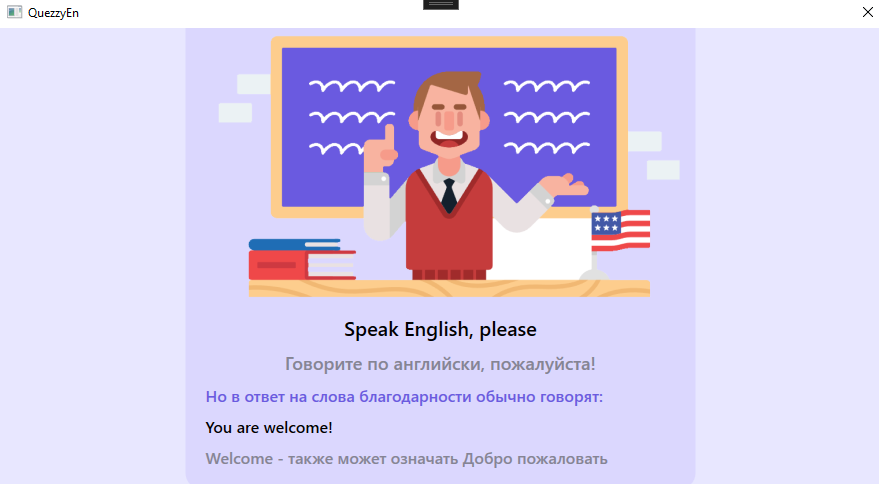 QuezzyEn
Speak English, please
Говорите по английски, пожалуйста!
Но в ответ на слова благодарности обычно говорят:
You are welcome!
Welcome - также может означать Добро пожаловать